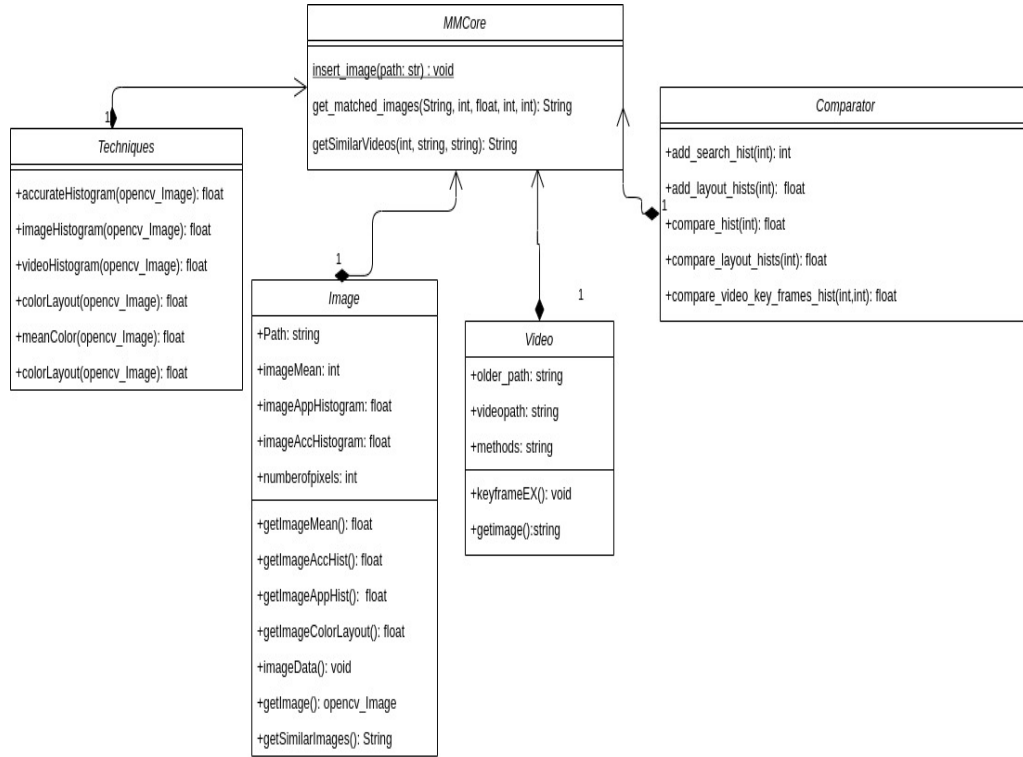 MMCore
insert_image(path: str) : void
get_matched_images(String, int, float, int, int): String
getSimilarVideos(int, string, string): String
1
Techniques
+accurateHistogram(opencv_Image): float
+imageHistogram(opencv_Image): float
+videoHistogram(opencv_Image): float
+colorLayout(opencv_Image): float
+meanColor(opencv_Image): float
+colorLayout(opencv_Image): float
1
Image
+Path: string
+imageMean: int
+imageAppHistogram: float
+imageAccHistogram: float
+numberofpixels: int
+getImageMean(): float
+getImageAccHist(): float
+getImageAppHist(): float
+getImageColorLayout(): float
+imageData(): void
+getImage(): opencv_Image
+getSimilarImages(): String
1
Video
+older_path: string
+videopath: string
+methods: string
+keyframeEX(): void
+getimage():string
1
Comparator
+add_search_hist(int): int
+add_layout_hists(int): float
+compare_hist(int): float
+compare_layout_hists(int): float
+compare_video_key_frames_hist(int,int): float